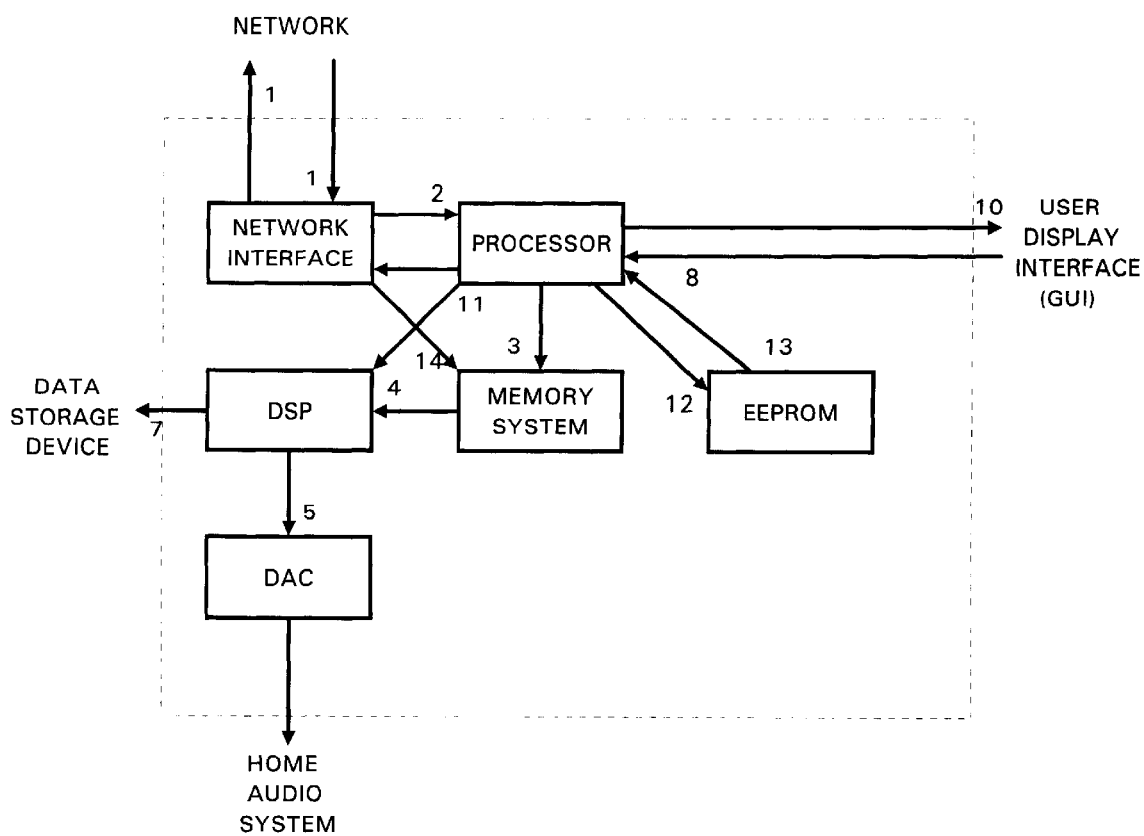 NETWORK
1
1
NETWORK
INTERFACE
2
PROCESSOR
10
USER
DISPLAY
INTERFACE
(GUI)
8
11
14
3
13
12
DATA
STORAGE
DEVICE
7
DSP
4
MEMORY
SYSTEM
EEPROM
5
DAC
HOME
AUDIO
SYSTEM